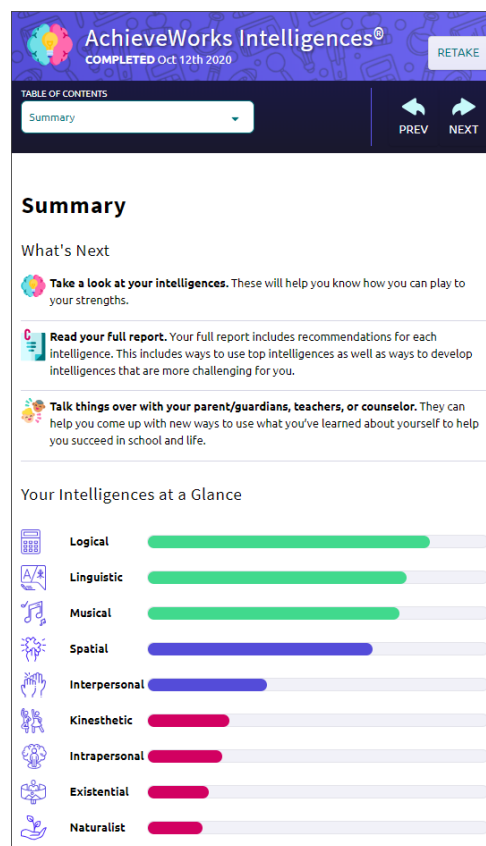 AchieveWorks Intelligences®
COMPLETED Oct 12th 2020
RETAKE
TABLE OF CONTENTS
Summary
PREV
NEXT
Summary
What's Next
Take a look at your intelligences. These will help you know how you can play to
your strengths.
Read your full report. Your full report includes recommendations for each
intelligence. This includes ways to use top intelligences as well as ways to develop
intelligences that are more challenging for you.
Talk things over with your parent/guardians, teachers, or counselor. They can
help you come up with new ways to use what you’ve learned about yourself to help
you succeed in school and life.
Your Intelligences at a Glance
Logical
Linguistic
Musical
Spatial
Interpersonal
Kinesthetic
Intrapersonal
Existential
Naturalist